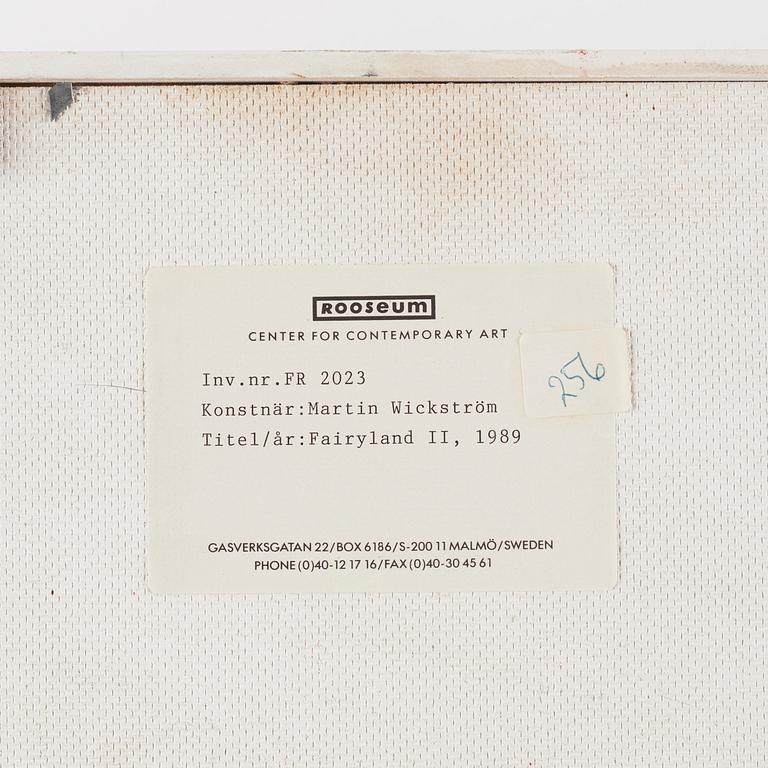 ROOSEUM
CENTER FOR CONTEMPORARY ART
Inv.nr.FR 2023
Konstnär:Martin Wickström
Titel/år:Fairyland II, 1989
256
GASVERKSGATAN 22/BOX 6186/S-200 11 MALMÖ/SWEDEN
PHONE (0)40-12 17 16/FAX (0)40-30 45 61